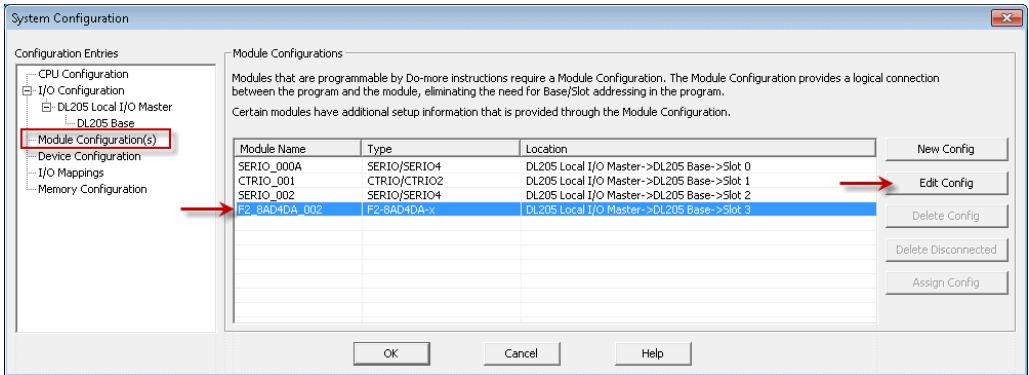 System Configuration
Configuration Entries
CPU Configuration
I/O Configuration
DL205 Local I/O Master
DL205 Base
Module Configuration(s)
Device Configuration
I/O Mappings
Memory Configuration
Module Configurations
Modules that are programmable by Do-more instructions require a Module Configuration. The Module Configuration provides a logical connection
between the program and the module, eliminating the need for Base/Slot addressing in the program.
Certain modules have additional setup information that is provided through the Module Configuration.
Module Name Type Location
SERIO_000A SERIO/SERIO4 DL205 Local I/O Master->DL205 Base->Slot 0
CTRIO_001 CTRIO/CTRIO2 DL205 Local I/O Master->DL205 Base->Slot 1
SERIO_002 SERIO/SERIO4 DL205 Local I/O Master->DL205 Base->Slot 2
F2_8AD4DA_002 F2-8AD4DA-x DL205 Local I/O Master->DL205 Base->Slot 3
New Config
Edit Config
Delete Config
Delete Disconnected
Assign Config
OK Cancel Help